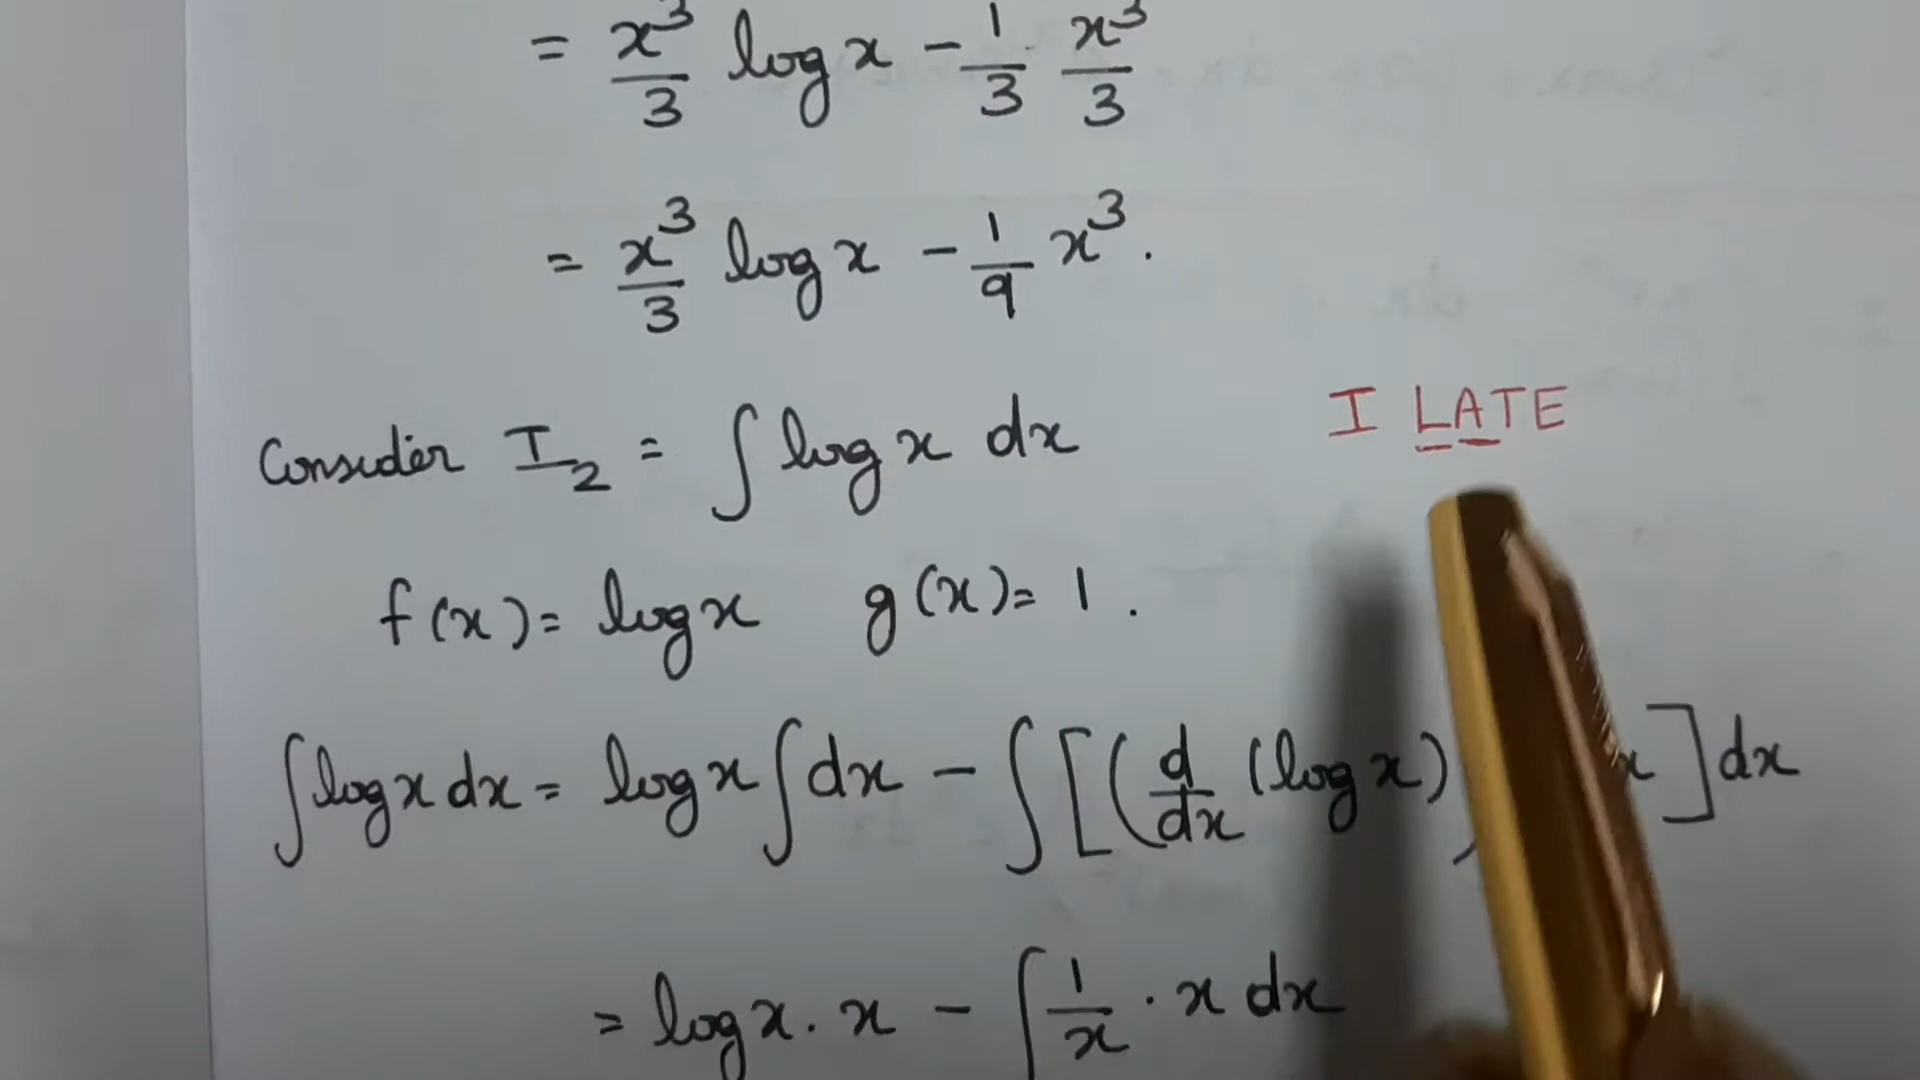 = x³/3 log x - 1/3 x³/3
= x³/3 log x - 1/9 x³.
Consider I₂ = ∫ log x dx
I LATE
f(x) = log x g(x) = 1.
∫ log x dx = log x ∫ dx - ∫ [(d/dx (log x) x] dx
= log x . x - ∫ 1/x · x dx